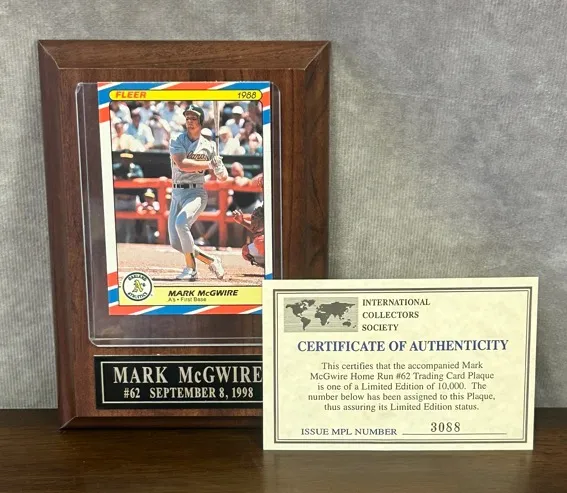 FLEER 1988
OAKLAND
ATHLETICS
MARK McGWIRE
A's • First Base
MARK McGWIRE
#62 SEPTEMBER 8, 1998
INTERNATIONAL
COLLECTORS
SOCIETY
CERTIFICATE OF AUTHENTICITY
This certifies that the accompanied Mark
McGwire Home Run #62 Trading Card Plaque
is one of a Limited Edition of 10,000. The
number below has been assigned to this Plaque,
thus assuring its Limited Edition status.
ISSUE MPL NUMBER 3088